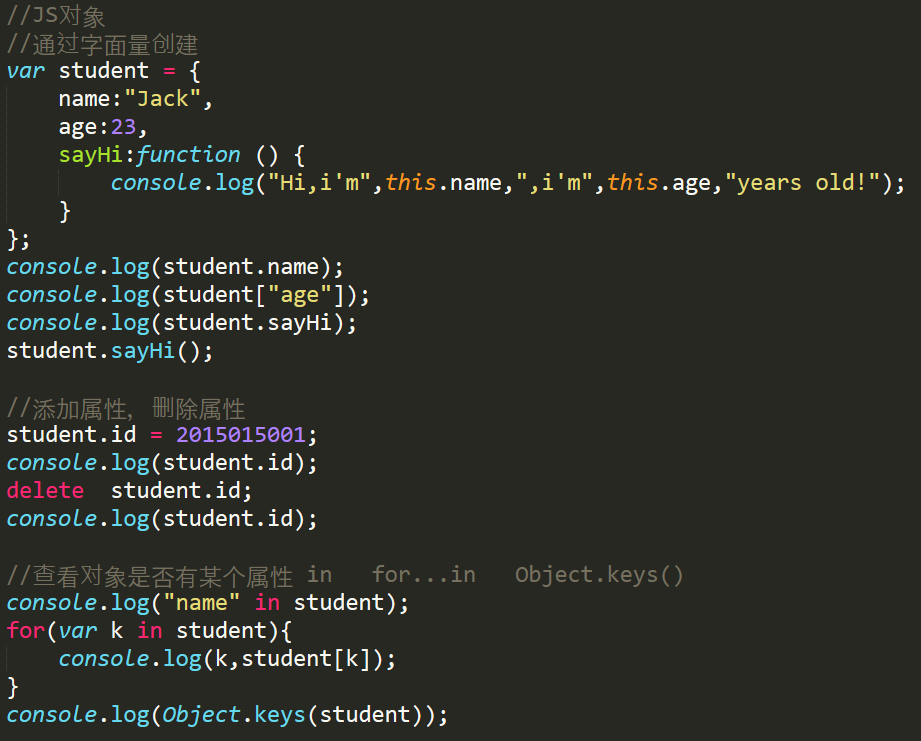 //JS对象
//通过字面量创建
var student = {
    name:"Jack",
    age:23,
    sayHi:function () {
        console.log("Hi,i'm",this.name,",i'm",this.age,"years old!");
    }
};
console.log(student.name);
console.log(student["age"]);
console.log(student.sayHi);
student.sayHi();

//添加属性，删除属性
student.id = 2015015001;
console.log(student.id);
delete  student.id;
console.log(student.id);

//查看对象是否有某个属性 in   for...in   Object.keys()
console.log("name" in student);
for(var k in student){
    console.log(k,student[k]);
}
console.log(Object.keys(student));